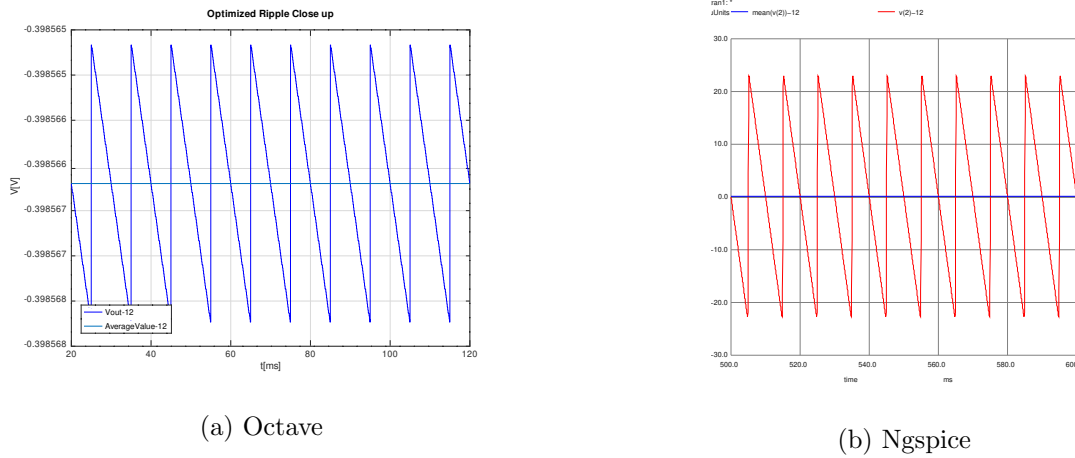 Optimized Ripple Close up
-0.398565
-0.398565
-0.398566
-0.398566
-0.398567
-0.398567
-0.398568
-0.398568
V[V]
Vout-12
AverageValue-12
20 40 60 80 100 120
t[ms]
(a) Octave
ran1: *
uUnits mean(v(2))-12 v(2)-12
30.0
20.0
10.0
0.0
-10.0
-20.0
-30.0
500.0 520.0 540.0 560.0 580.0 600
time ms
(b) Ngspice